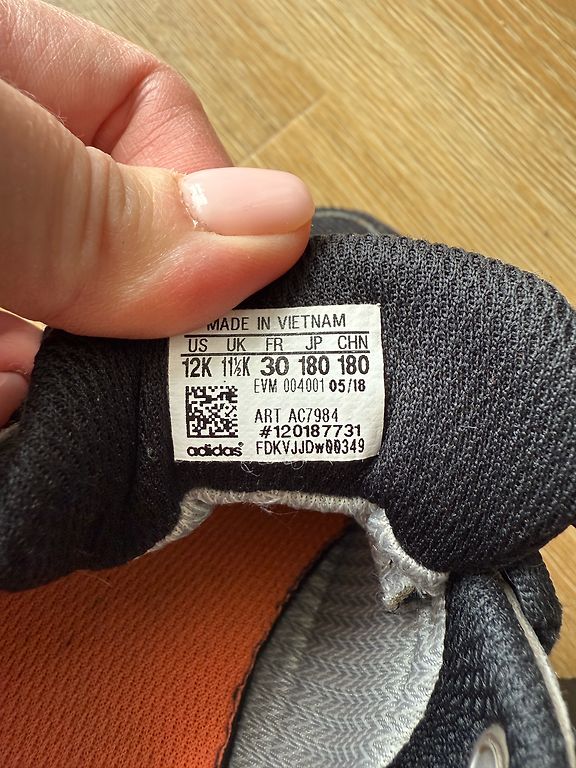 MADE IN VIETNAM
US UK FR JP CHN
12K 11½K 30 180 180
EVM 004001 05/18
ART AC7984
#120187731
adidas® FDKVJJDw00349